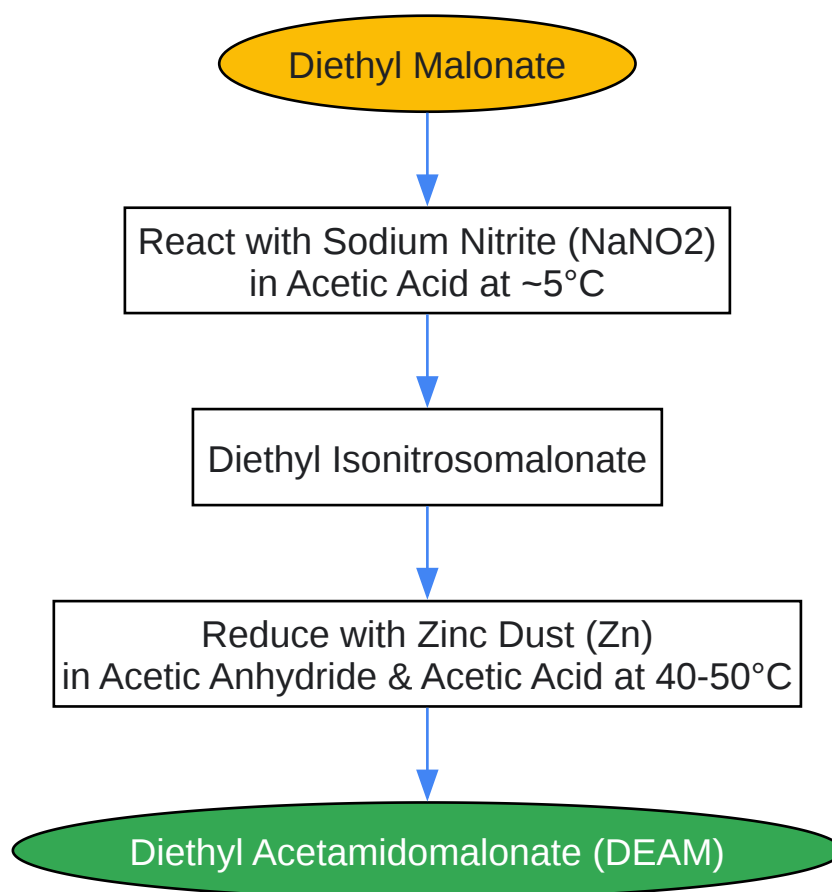 Diethyl Malonate
React with Sodium Nitrite (NaNO2)
in Acetic Acid at ~5°C
Diethyl Isonitrosomalonate
Reduce with Zinc Dust (Zn)
in Acetic Anhydride & Acetic Acid at 40-50°C
Diethyl Acetamidomalonate (DEAM)